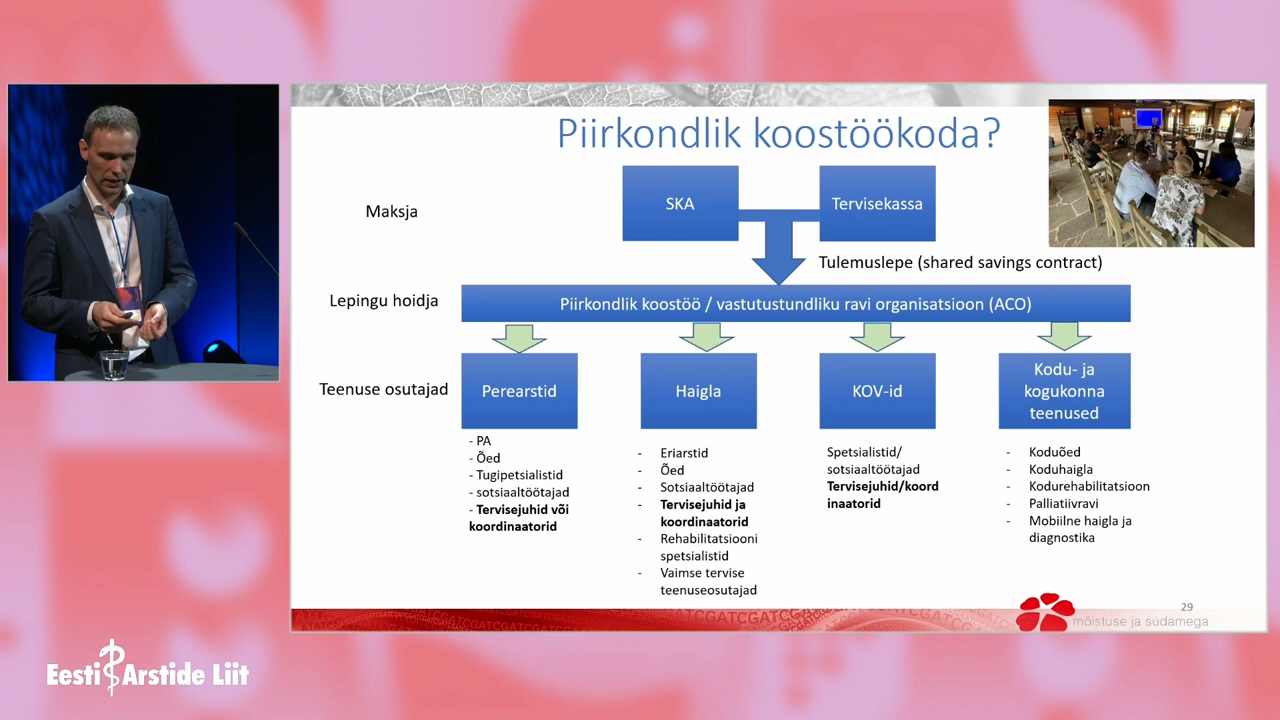 Piirkondlik koostöökoda?
Maksja
SKA
Tervisekassa
Tulemuslepe (shared savings contract)
Lepingu hoidja
Piirkondlik koostöö / vastutustundliku ravi organisatsioon (ACO)
Teenuse osutajad
Perearstid
Haigla
KOV-id
Kodu- ja
kogukonna
teenused
- PA
- Õed
- Tugipetsialistid
- sotsiaaltöötajad
- Tervisejuhid või
koordinaatorid
- Eriarstid
- Õed
- Sotsiaaltöötajad
- Tervisejuhid ja
koordinaatorid
- Rehabilitatsiooni
spetsialistid
- Vaimse tervise
teenuseosutajad
Spetsialistid/
sotsiaaltöötajad
Tervisejuhid/koord
inaatorid
- Koduõed
- Koduhaigla
- Kodurehabilitatsioon
- Palliatiivravi
- Mobiilne haigla ja
diagnostika
29
mõistuse ja südamega
Eesti Arstide Liit